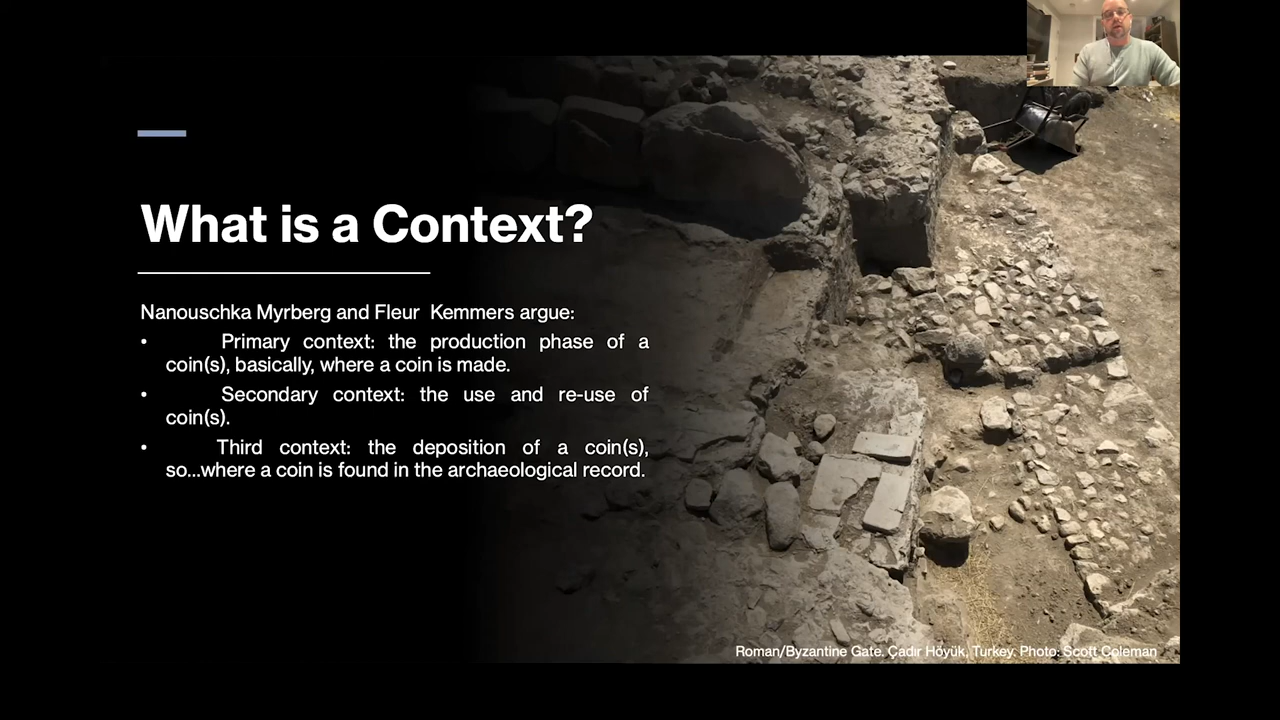 What is a Context?
Nanouschka Myrberg and Fleur Kemmers argue:
• Primary context: the production phase of a
coin(s), basically, where a coin is made.
• Secondary context: the use and re-use of
coin(s).
• Third context: the deposition of a coin(s),
so...where a coin is found in the archaeological record.
Roman/Byzantine Gate. Çadır Höyük, Turkey. Photo: Scott Coleman